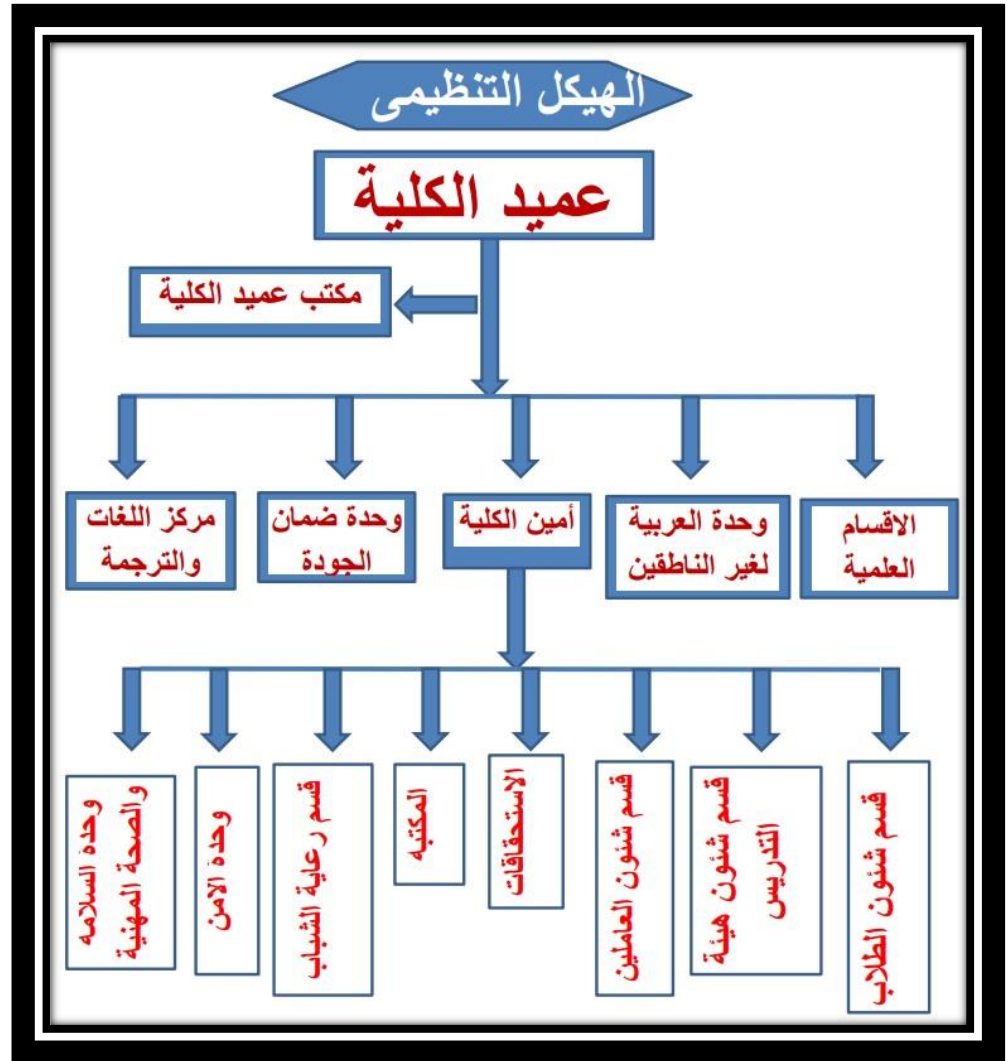 الهيكل التنظيمى
عميد الكلية
مكتب عميد الكلية
الاقسام
العلمية
وحدة العربية
لغير الناطقين
أمين الكلية
وحدة ضمان
الجودة
مركز اللغات
والترجمة
قسم شئون الطلاب
قسم شئون هيئة
التدريس
قسم شئون العاملين
الاستحقاقات
المكتبه
قسم رعاية الشباب
وحدة الامن
وحدة السلامه
والصحة المهنية